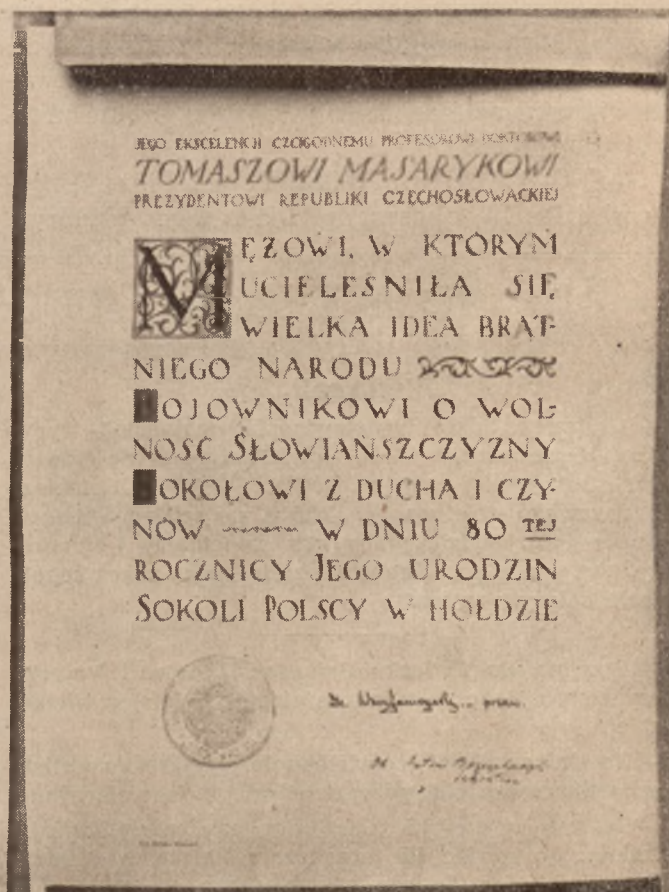 JEGO EKSCELENCJI CZCIGODNEMU PROFESOROWI DOKTOROWI
TOMASZOWI MASARYKOWI
PREZYDENTOWI REPUBLIKI CZECHOSŁOWACKIEJ
MĘŻOWI, W KTÓRYM
UCIELEŚNIŁA SIĘ
WIELKA IDEA BRAT-
NIEGO NARODU
BOJOWNIKOWI O WOL-
NOŚĆ SŁOWIAŃSZCZYZNY
SOKOŁOWI Z DUCHA I CZY-
NÓW W DNIU 80 TEJ
ROCZNICY JEGO URODZIN
SOKOLI POLSCY W HOŁDZIE